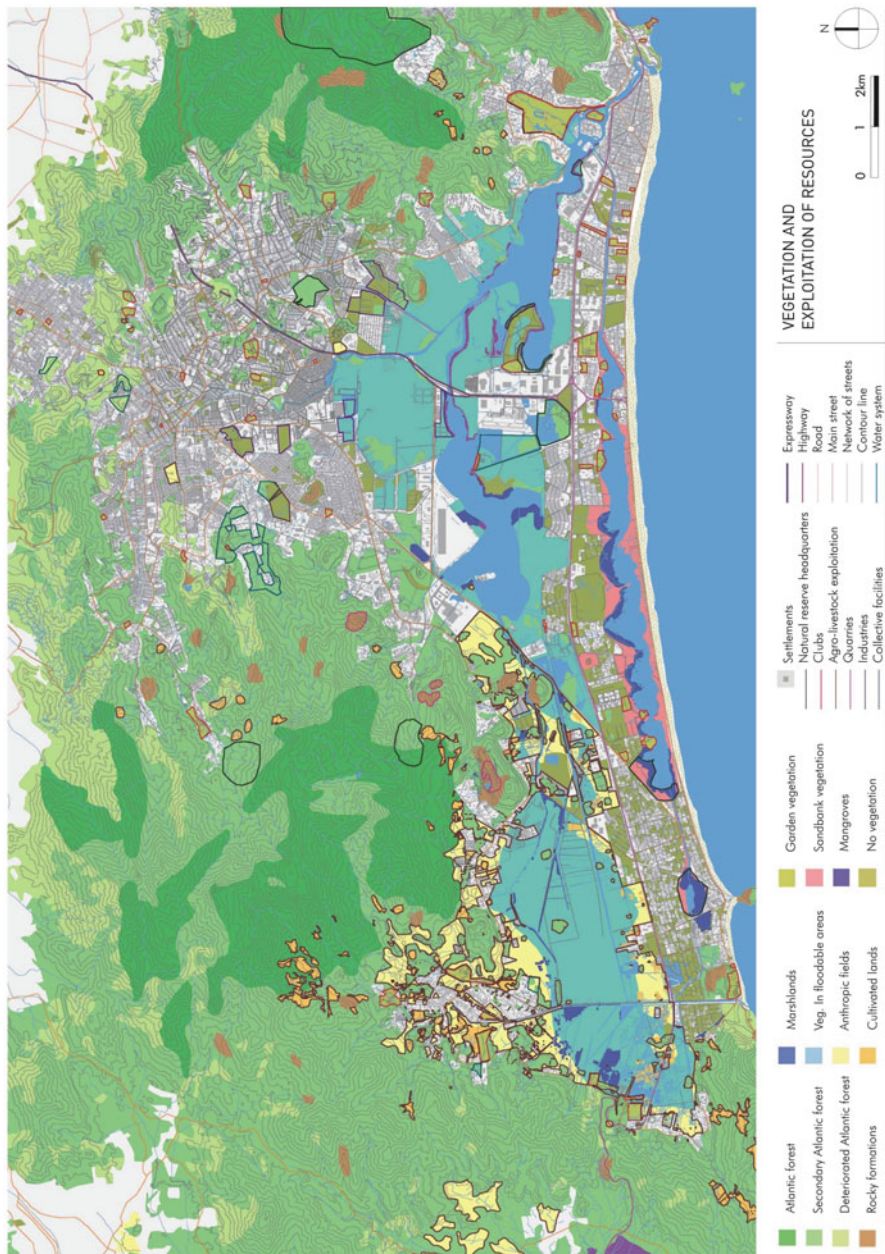 VEGETATION AND
EXPLOITATION OF RESOURCES
N
0 1 2km
Atlantic forest
Secondary Atlantic forest
Deteriorated Atlantic forest
Rocky formations
Marshlands
Veg. In floodable areas
Anthropic fields
Cultivated lands
Garden vegetation
Sandbank vegetation
Mangroves
No vegetation
Settlements
Natural reserve headquarters
Clubs
Agro-livestock exploitation
Quarries
Industries
Collective facilities
Expressway
Highway
Road
Main street
Network of streets
Contour line
Water system